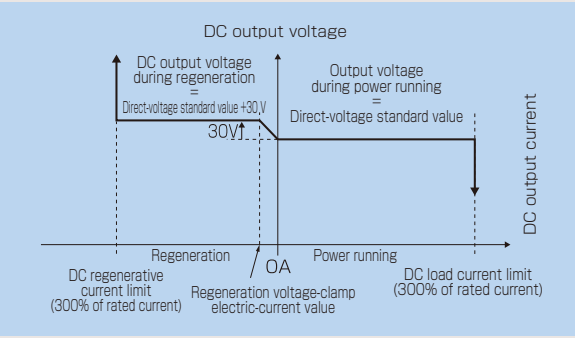 DC output voltage
DC output voltage
during regeneration
=
Direct-voltage standard value +30 V
Output voltage
during power running
=
Direct-voltage standard value
30V
DC output current
Regeneration
0A
Power running
DC regenerative
current limit
(300% of rated current)
Regeneration voltage-clamp
electric-current value
DC load current limit
(300% of rated current)